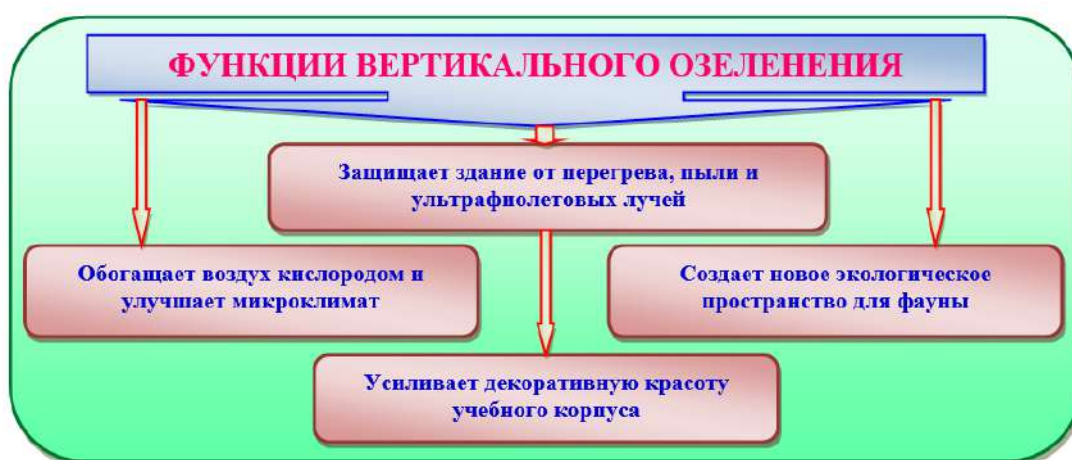 ФУНКЦИИ ВЕРТИКАЛЬНОГО ОЗЕЛЕНЕНИЯ
Защищает здание от перегрева, пыли и
ультрафиолетовых лучей
Обогащает воздух кислородом и
улучшает микроклимат
Создает новое экологическое
пространство для фауны
Усиливает декоративную красоту
учебного корпуса